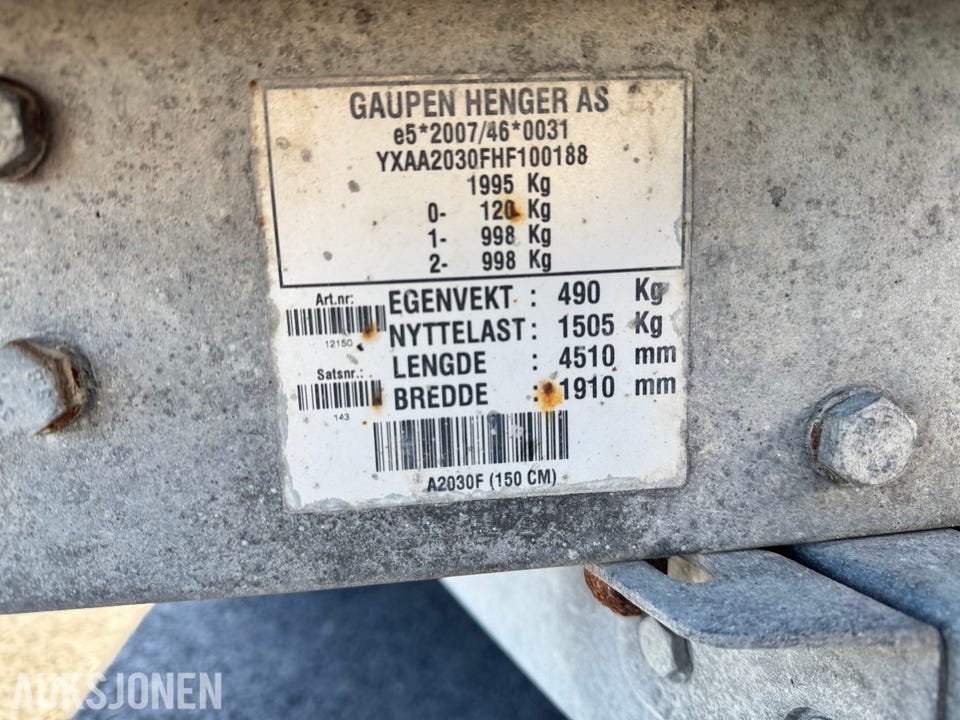 GAUPEN HENGER AS
e5*2007/46*0031
YXAA2030FHF100188
1995 Kg
0- 120 Kg
1- 998 Kg
2- 998 Kg
Art.nr:
12150
EGENVEKT : 490 Kg
NYTTELAST : 1505 Kg
LENGDE : 4510 mm
Satsnr.:
143
BREDDE : 1910 mm
A2030F (150 CM)
AUKSJONEN